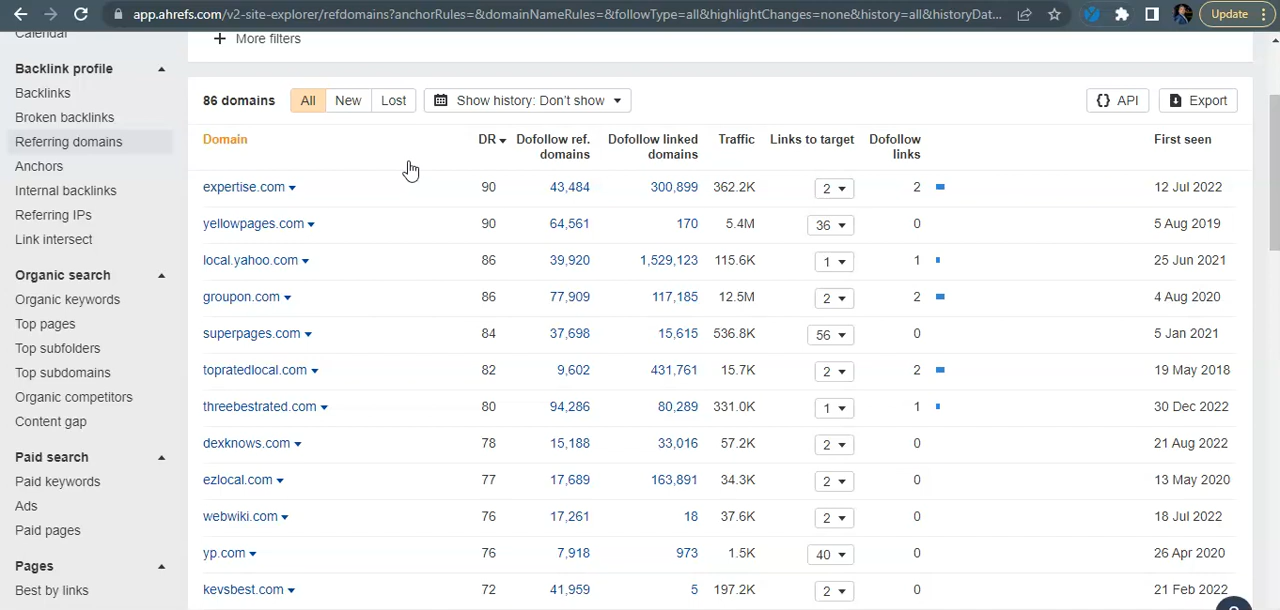 app.ahrefs.com/v2-site-explorer/refdomains?anchorRules=&domainNameRules=&followType=all&highlightChanges=none&history=all&historyDat...
Update
Calendar
More filters
Backlink profile
Backlinks
Broken backlinks
Referring domains
Anchors
Internal backlinks
Referring IPs
Link intersect
Organic search
Organic keywords
Top pages
Top subfolders
Top subdomains
Organic competitors
Content gap
Paid search
Paid keywords
Ads
Paid pages
Pages
Best by links
86 domains All New Lost Show history: Don't show API Export
Domain DR Dofollow ref. domains Dofollow linked domains Traffic Links to target Dofollow links First seen
expertise.com 90 43,484 300,899 362.2K 2 2 12 Jul 2022
yellowpages.com 90 64,561 170 5.4M 36 0 5 Aug 2019
local.yahoo.com 86 39,920 1,529,123 115.6K 1 1 25 Jun 2021
groupon.com 86 77,909 117,185 12.5M 2 2 4 Aug 2020
superpages.com 84 37,698 15,615 536.8K 56 0 5 Jan 2021
topratedlocal.com 82 9,602 431,761 15.7K 2 2 19 May 2018
threebestrated.com 80 94,286 80,289 331.0K 1 1 30 Dec 2022
dexknows.com 78 15,188 33,016 57.2K 2 0 21 Aug 2022
ezlocal.com 77 17,689 163,891 34.3K 2 0 13 May 2020
webwiki.com 76 17,261 18 37.6K 2 0 18 Jul 2022
yp.com 76 7,918 973 1.5K 40 0 26 Apr 2020
kevsbest.com 72 41,959 5 197.2K 2 0 21 Feb 2022